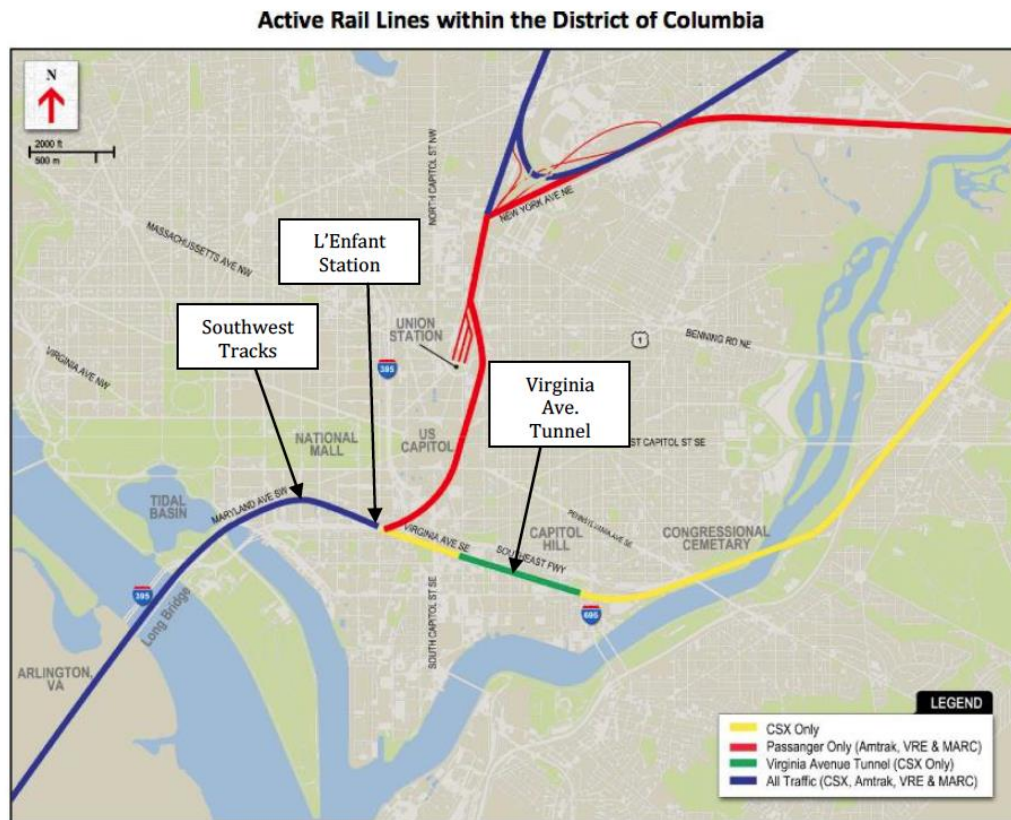 Active Rail Lines within the District of Columbia
N
2000 ft
500 m
NORTH CAPITOL ST NW
NEW YORK AVE NE
MASSACHUSETTS AVE NW
L'Enfant
Station
Southwest
Tracks
UNION
STATION
1
BENNING RD NE
VIRGINIA AVE NW
395
Virginia
Ave.
Tunnel
NATIONAL
MALL
US
CAPITOL
ST CAPITOL ST SE
TIDAL
BASIN
MARYLAND AVE SW
PENNSYLVANIA AVE SE
VIRGINIA AVE SE
CAPITOL
HILL
SOUTHEAST FWY
CONGRESSIONAL
CEMETARY
395
Long Bridge
SOUTH CAPITOL ST SE
695
ARLINGTON,
VA
LEGEND
CSX Only
Passanger Only (Amtrak, VRE & MARC)
Virginia Avenue Tunnel (CSX Only)
All Traffic (CSX, Amtrak, VRE & MARC)